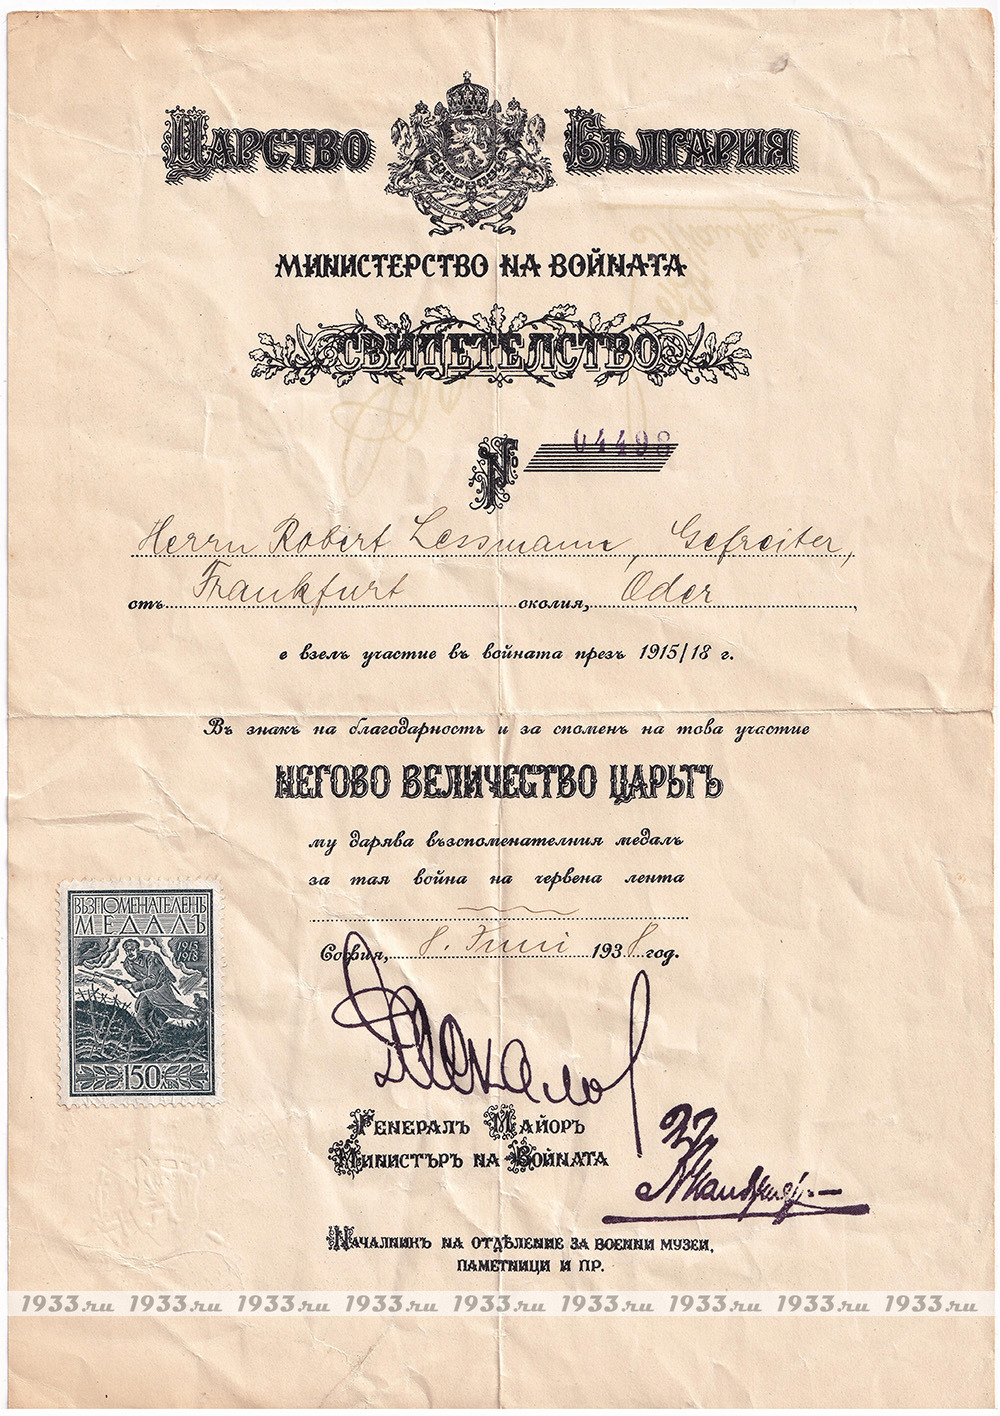 Царство България
Министерство на войната
Свидетелство
№ 04498
Herrn Robert Lessmann, Gefreiter,
отъ Frankfurt околия, Oder,
е взелъ участие въ войната презъ 1915/18 г.
Въ знакъ на благодарность и за споменъ на това участие
Негово Величество Царьтъ
му дарява възспоменателния медалъ
за тая война на червена лента
София, 8. Juni 1938 год.
ВЪЗПОМЕНАТЕЛЕНЪ
МЕДАЛЪ
1915
1918
150 ЛВ
Генералъ Майоръ
Министъръ на Войната
Началникъ на отдѣление за военни музеи,
паметници и пр.
1933.ru 1933.ru 1933.ru 1933.ru 1933.ru 1933.ru 1933.ru 1933.ru 1933.ru